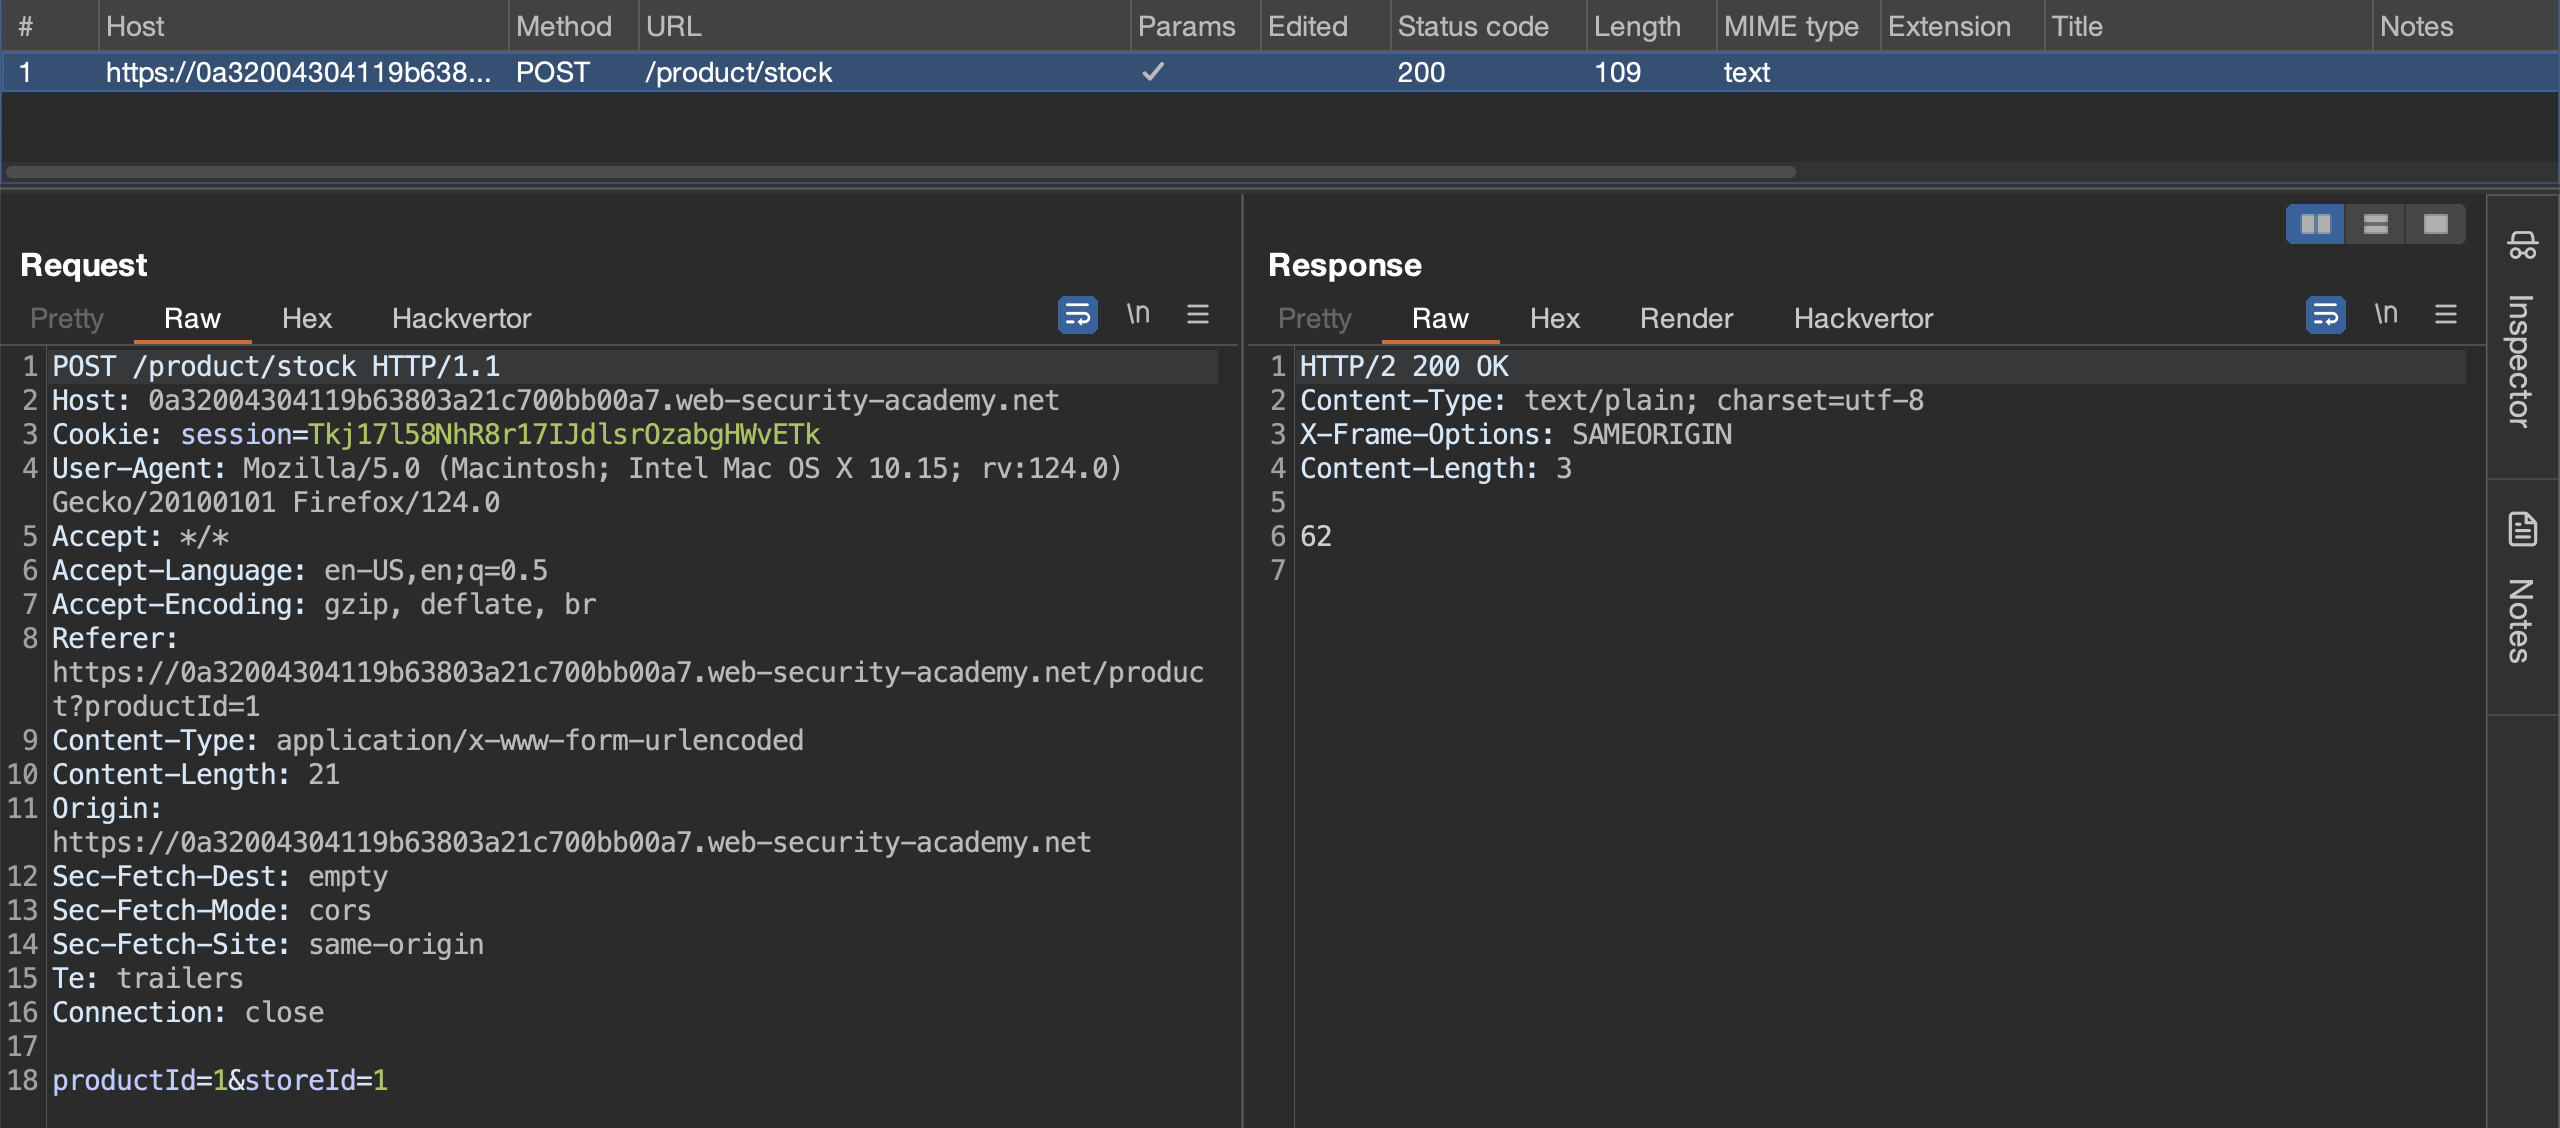 # Host Method URL Params Edited Status code Length MIME type Extension Title Notes
1 https://0a32004304119b638... POST /product/stock ✓ 200 109 text
Request
Pretty Raw Hex Hackvertor \n
1 POST /product/stock HTTP/1.1
2 Host: 0a32004304119b63803a21c700bb00a7.web-security-academy.net
3 Cookie: session=Tkj17l58NhR8r17IJdlsrOzabgHWvETk
4 User-Agent: Mozilla/5.0 (Macintosh; Intel Mac OS X 10.15; rv:124.0)
Gecko/20100101 Firefox/124.0
5 Accept: */*
6 Accept-Language: en-US,en;q=0.5
7 Accept-Encoding: gzip, deflate, br
8 Referer:
https://0a32004304119b63803a21c700bb00a7.web-security-academy.net/produc
t?productId=1
9 Content-Type: application/x-www-form-urlencoded
10 Content-Length: 21
11 Origin:
https://0a32004304119b63803a21c700bb00a7.web-security-academy.net
12 Sec-Fetch-Dest: empty
13 Sec-Fetch-Mode: cors
14 Sec-Fetch-Site: same-origin
15 Te: trailers
16 Connection: close
17
18 productId=1&storeId=1
Response
Pretty Raw Hex Render Hackvertor \n
1 HTTP/2 200 OK
2 Content-Type: text/plain; charset=utf-8
3 X-Frame-Options: SAMEORIGIN
4 Content-Length: 3
5
6 62
7
Inspector
Notes